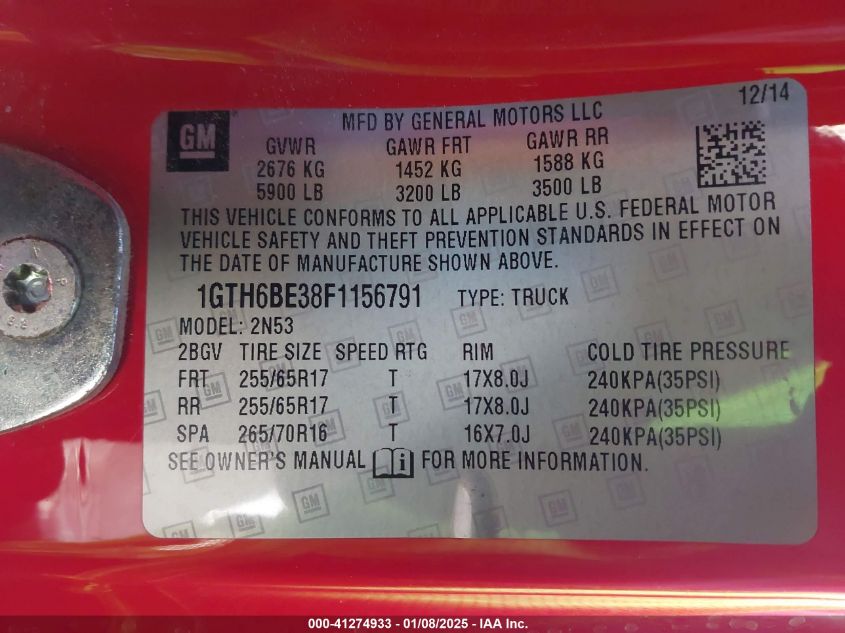 12/14
GM MFD BY GENERAL MOTORS LLC
GVWR GAWR FRT GAWR RR
2676 KG 1452 KG 1588 KG
5900 LB 3200 LB 3500 LB
THIS VEHICLE CONFORMS TO ALL APPLICABLE U.S. FEDERAL MOTOR
VEHICLE SAFETY AND THEFT PREVENTION STANDARDS IN EFFECT ON
THE DATE OF MANUFACTURE SHOWN ABOVE.
1GTH6BE38F1156791 TYPE: TRUCK
MODEL: 2N53
2BGV TIRE SIZE SPEED RTG RIM COLD TIRE PRESSURE
FRT 255/65R17 T 17X8.0J 240KPA(35PSI)
RR 255/65R17 T 17X8.0J 240KPA(35PSI)
SPA 265/70R16 T 16X7.0J 240KPA(35PSI)
SEE OWNER'S MANUAL FOR MORE INFORMATION.
000-41274933 - 01/08/2025 - IAA Inc.